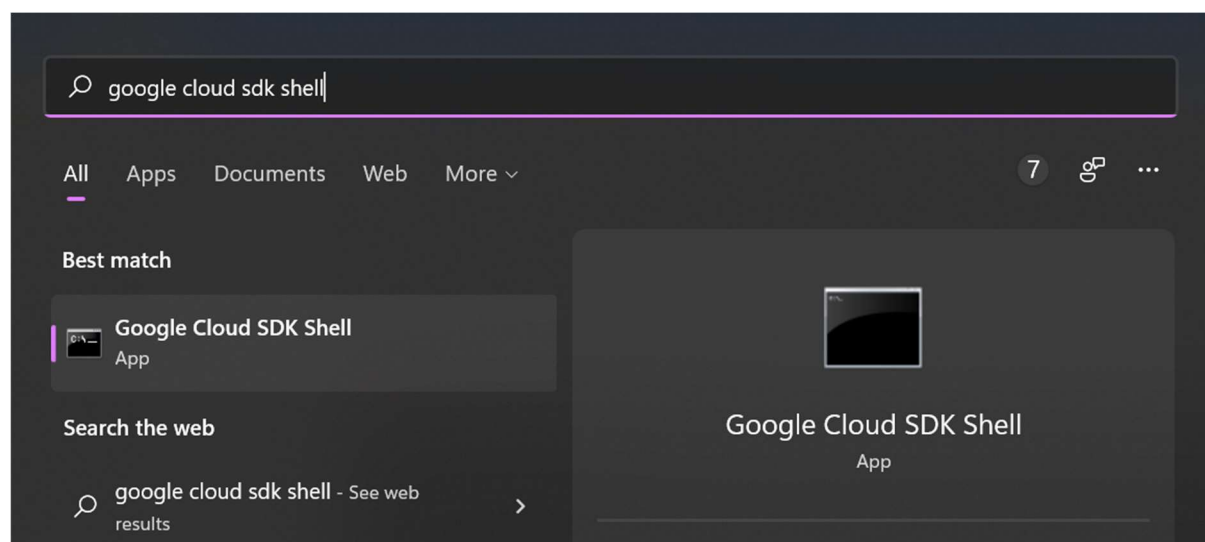 google cloud sdk shell
All Apps Documents Web More
7
Best match
Google Cloud SDK Shell
App
Search the web
google cloud sdk shell - See web
results
Google Cloud SDK Shell
App